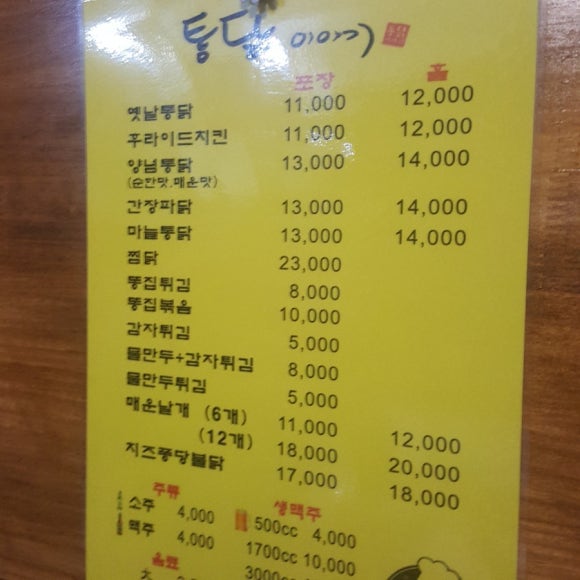 통닭 이야기
포장 홀
옛날통닭 11,000 12,000
후라이드치킨 11,000 12,000
양념통닭 13,000 14,000
(순한맛,매운맛)
간장파닭 13,000 14,000
마늘통닭 13,000 14,000
찜닭 23,000
똥집튀김 8,000
똥집볶음 10,000
감자튀김 5,000
물만두+감자튀김 8,000
물만두튀김 5,000
매운날개 (6개) 11,000 12,000
(12개) 18,000 20,000
치즈퐁당불닭 17,000 18,000
주류 생맥주
소주 4,000 500cc 4,000
맥주 4,000 1700cc 10,000
음료 3000cc